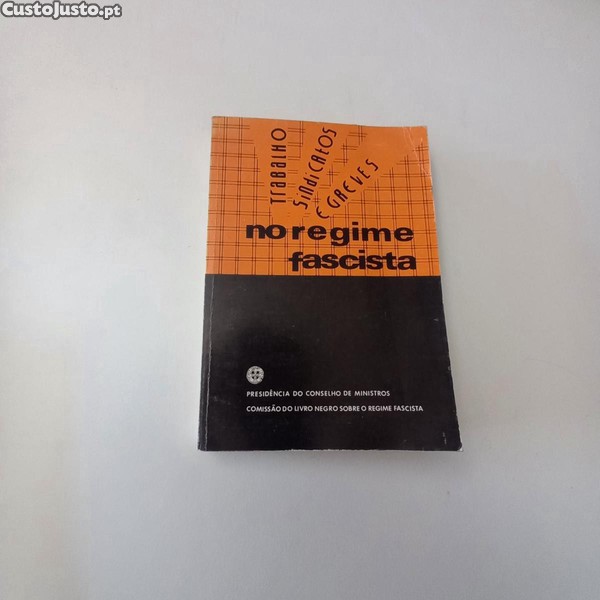 CustoJusto.pt
TRABALHO
SiNdiCAtOS
E GREVES
no regime
fascista
PRESIDÊNCIA DO CONSELHO DE MINISTROS
COMISSÃO DO LIVRO NEGRO SOBRE O REGIME FASCISTA